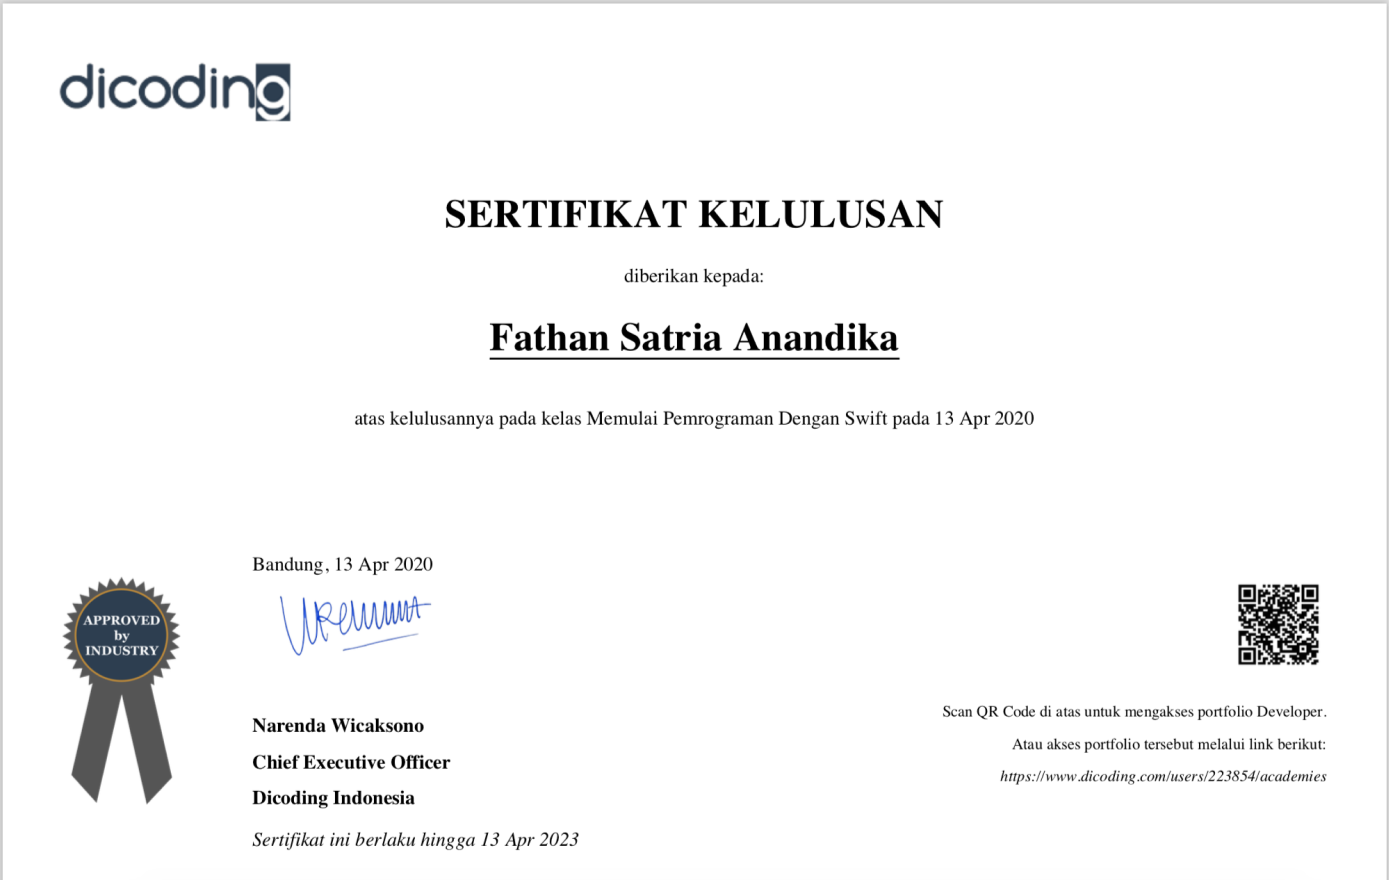 dicoding
SERTIFIKAT KELULUSAN
diberikan kepada:
Fathan Satria Anandika
atas kelulusannya pada kelas Memulai Pemrograman Dengan Swift pada 13 Apr 2020
Bandung, 13 Apr 2020
APPROVED
by
INDUSTRY
Narenda Wicaksono
Chief Executive Officer
Dicoding Indonesia
Sertifikat ini berlaku hingga 13 Apr 2023
Scan QR Code di atas untuk mengakses portfolio Developer.
Atau akses portfolio tersebut melalui link berikut:
https://www.dicoding.com/users/223854/academies